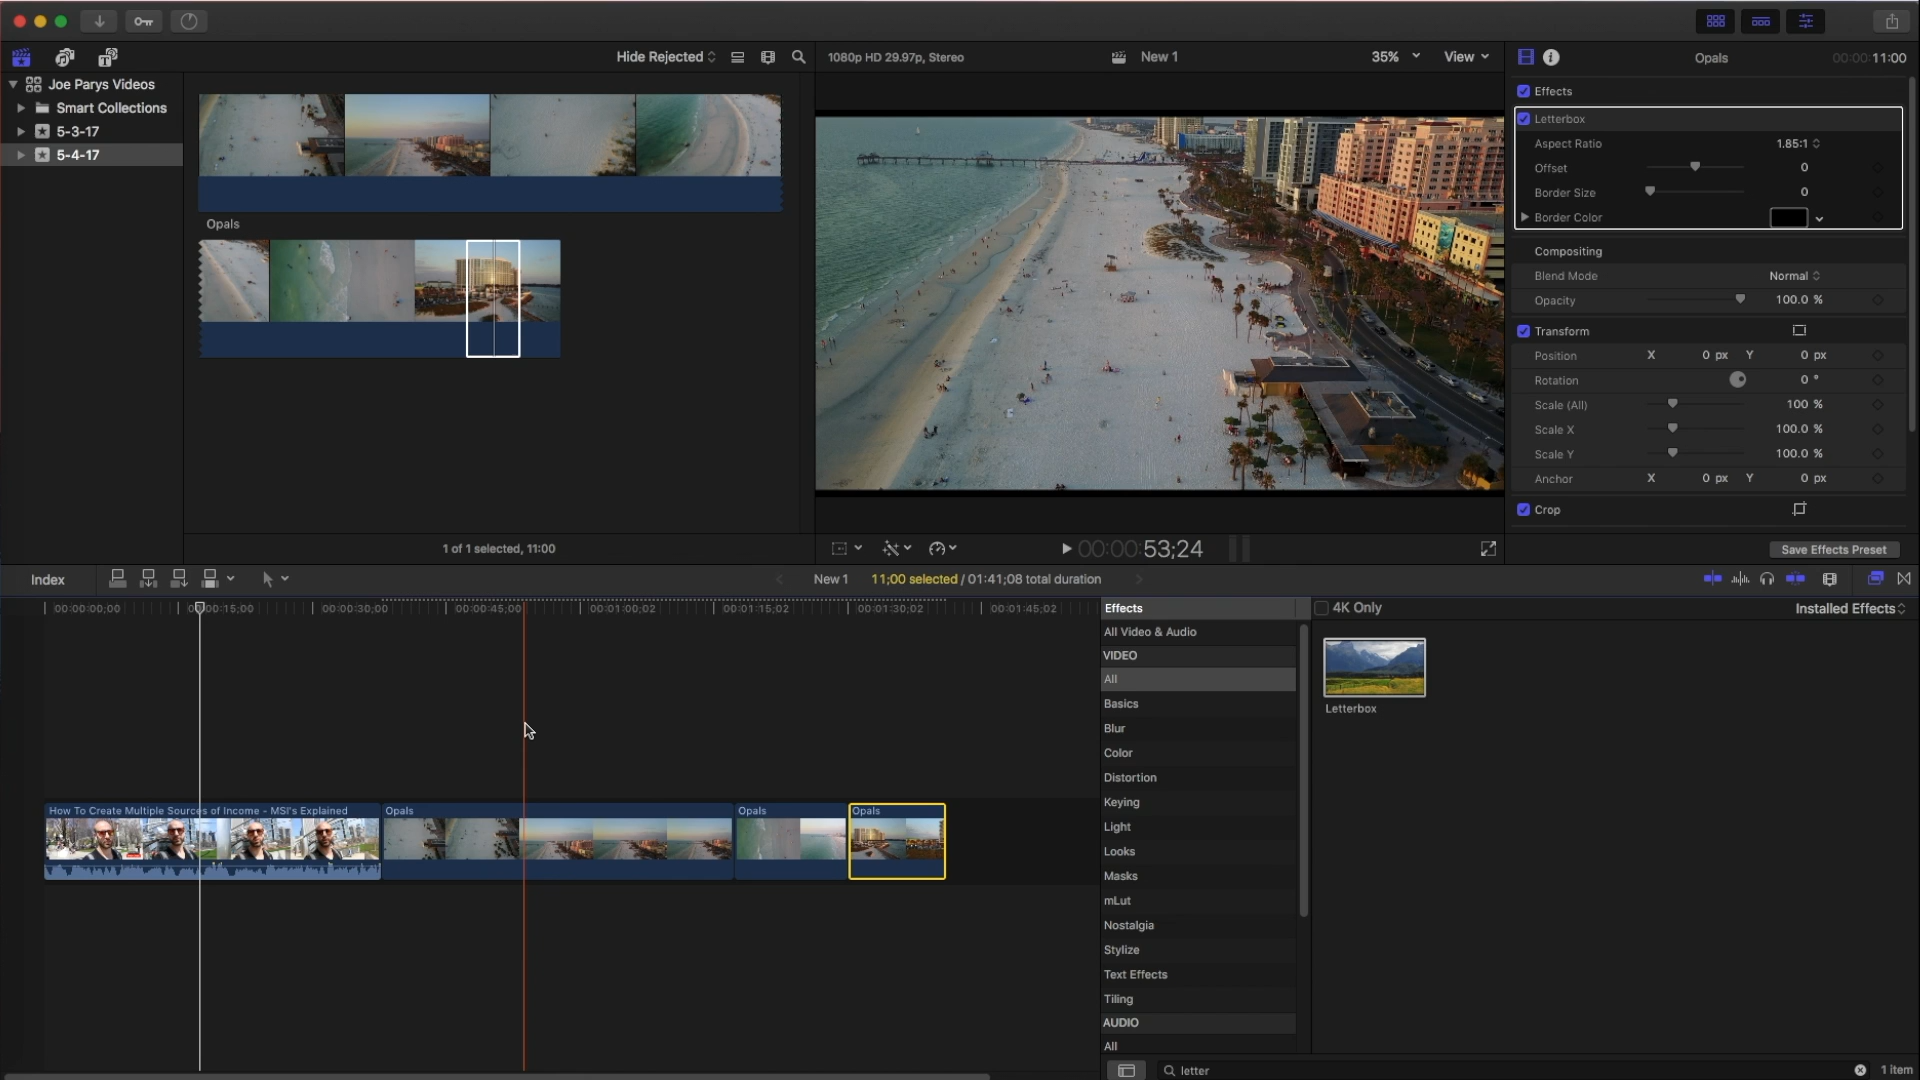 Hide Rejected
1080p HD 29.97p, Stereo
New 1
35%
View
Opals
00:00:11:00
Joe Parys Videos
Smart Collections
5-3-17
5-4-17
Opals
1 of 1 selected, 11:00
Effects
Letterbox
Aspect Ratio
1.85:1
Offset
0
Border Size
0
Border Color
Compositing
Blend Mode
Normal
Opacity
100.0 %
Transform
Position
X 0 px Y 0 px
Rotation
0 °
Scale (All)
100 %
Scale X
100.0 %
Scale Y
100.0 %
Anchor
X 0 px Y 0 px
Crop
00:00:53;24
Save Effects Preset
Index
New 1
11;00 selected / 01:41;08 total duration
00:00:00;00
00:00:15;00
00:00:30;00
00:00:45;00
00:01:00;02
00:01:15;02
00:01:30;02
00:01:45;02
How To Create Multiple Sources of Income - MSI's Explained
Opals
Opals
Opals
Effects
All Video & Audio
VIDEO
All
Basics
Blur
Color
Distortion
Keying
Light
Looks
Masks
mLut
Nostalgia
Stylize
Text Effects
Tiling
AUDIO
All
4K Only
Installed Effects
Letterbox
letter
1 item